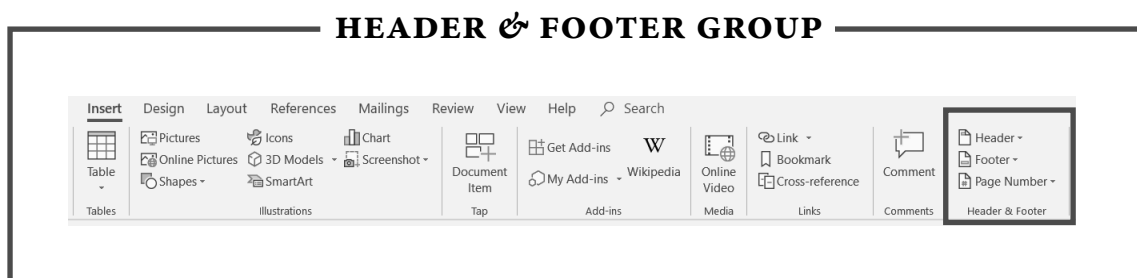 HEADER & FOOTER GROUP
Insert Design Layout References Mailings Review View Help Search
Table
Tables
Pictures
Online Pictures
Shapes
Icons
3D Models
SmartArt
Chart
Screenshot
Illustrations
Document
Item
Tap
Get Add-ins
My Add-ins
W
Wikipedia
Add-ins
Online
Video
Media
Link
Bookmark
Cross-reference
Links
Comment
Comments
Header
Footer
# Page Number
Header & Footer